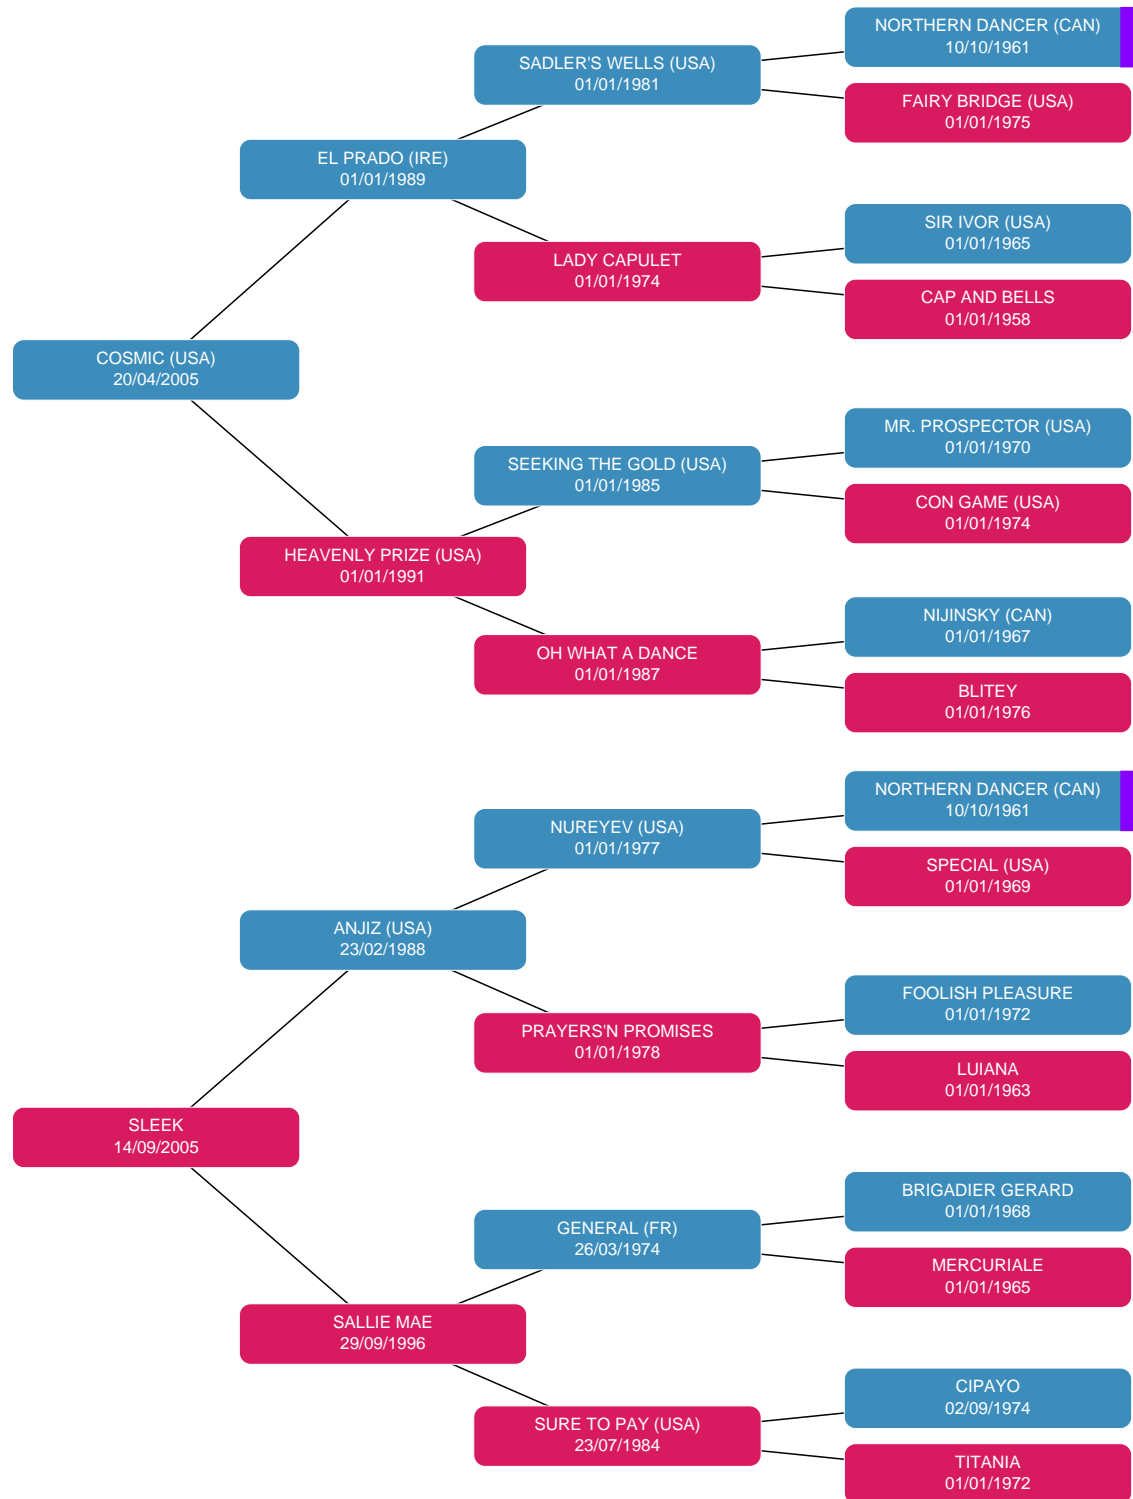 NORTHERN DANCER (CAN)
10/10/1961
SADLER'S WELLS (USA)
01/01/1981
FAIRY BRIDGE (USA)
01/01/1975
EL PRADO (IRE)
01/01/1989
SIR IVOR (USA)
01/01/1965
LADY CAPULET
01/01/1974
CAP AND BELLS
01/01/1958
COSMIC (USA)
20/04/2005
MR. PROSPECTOR (USA)
01/01/1970
SEEKING THE GOLD (USA)
01/01/1985
CON GAME (USA)
01/01/1974
HEAVENLY PRIZE (USA)
01/01/1991
NIJINSKY (CAN)
01/01/1967
OH WHAT A DANCE
01/01/1987
BLITEY
01/01/1976
NORTHERN DANCER (CAN)
10/10/1961
NUREYEV (USA)
01/01/1977
SPECIAL (USA)
01/01/1969
ANJIZ (USA)
23/02/1988
FOOLISH PLEASURE
01/01/1972
PRAYERS'N PROMISES
01/01/1978
LUIANA
01/01/1963
SLEEK
14/09/2005
BRIGADIER GERARD
01/01/1968
GENERAL (FR)
26/03/1974
MERCURIALE
01/01/1965
SALLIE MAE
29/09/1996
CIPAYO
02/09/1974
SURE TO PAY (USA)
23/07/1984
TITANIA
01/01/1972